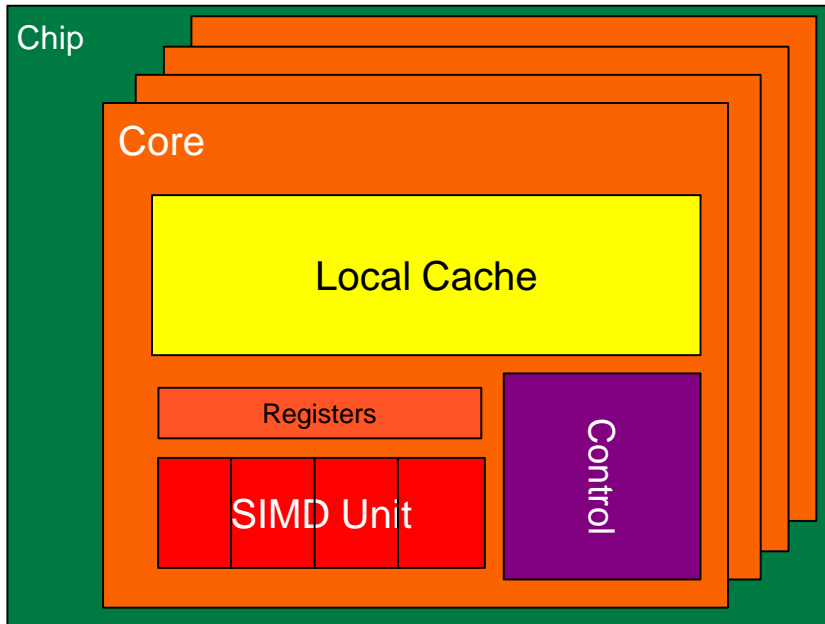 Chip
Core
Local Cache
Registers
SIMD Unit
Control